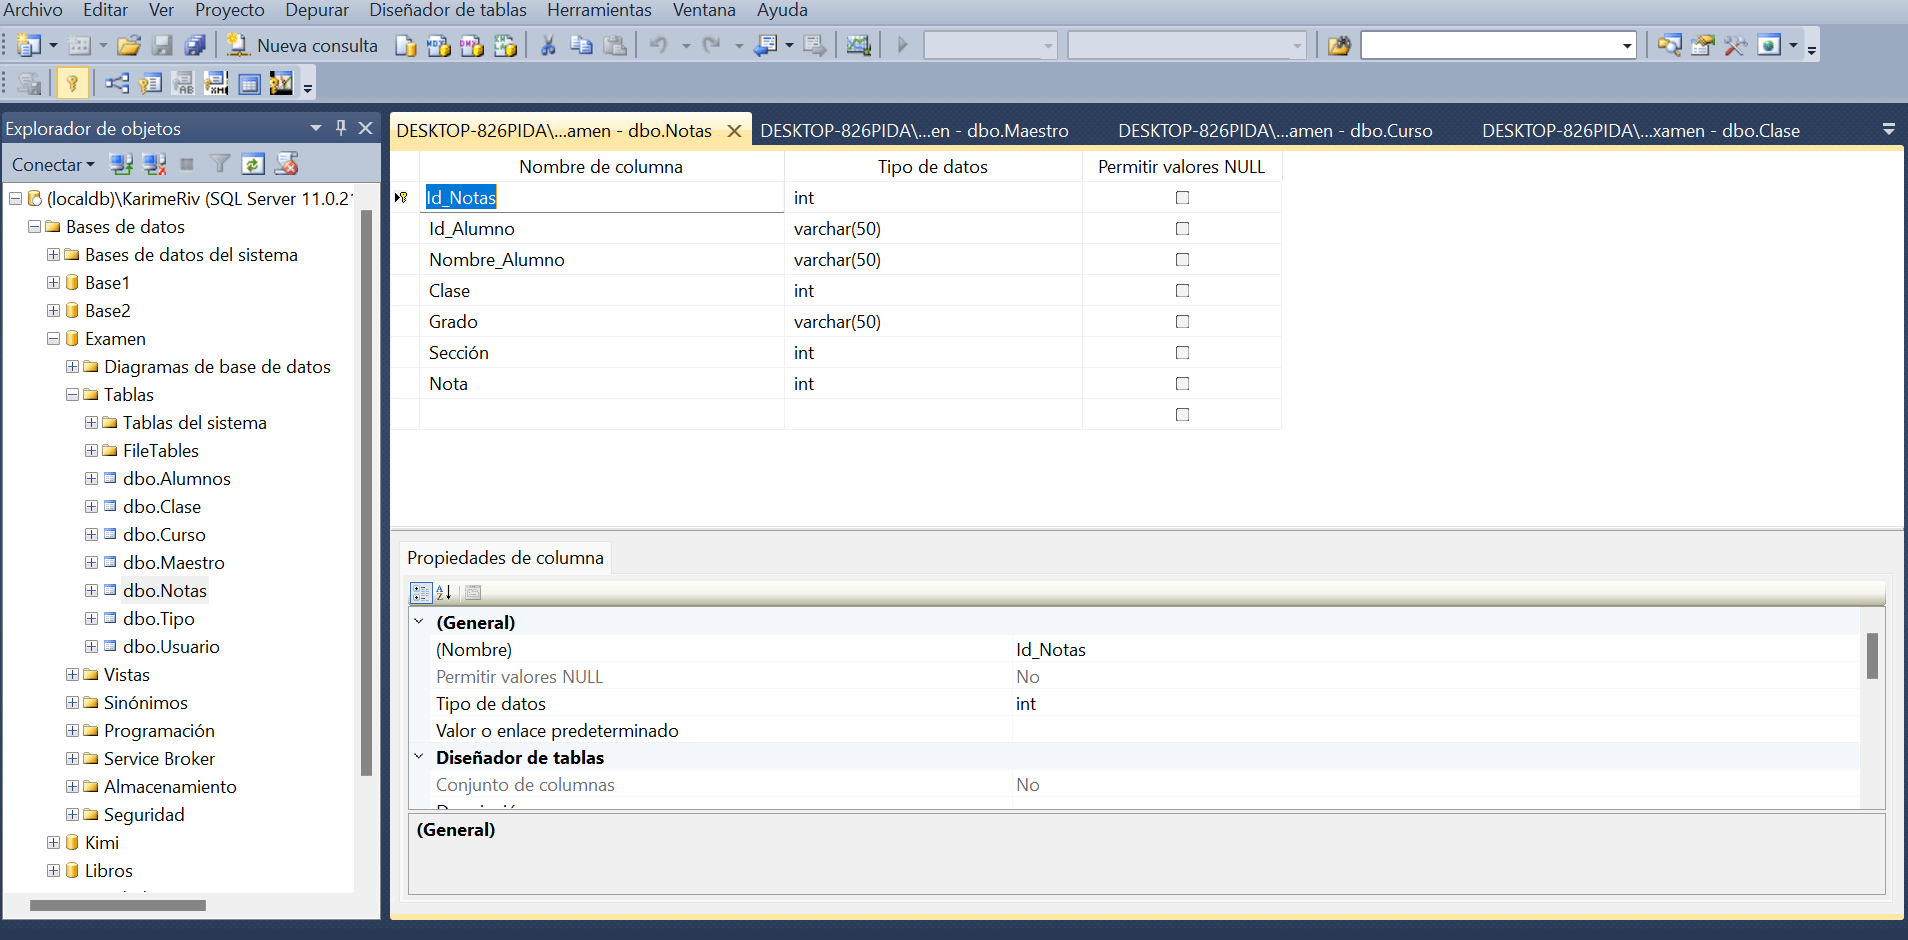 Archivo Editar Ver Proyecto Depurar Diseñador de tablas Herramientas Ventana Ayuda
Nueva consulta
Explorador de objetos
Conectar
(localdb)\KarimeRiv (SQL Server 11.0.21
Bases de datos
Bases de datos del sistema
Base1
Base2
Examen
Diagramas de base de datos
Tablas
Tablas del sistema
FileTables
dbo.Alumnos
dbo.Clase
dbo.Curso
dbo.Maestro
dbo.Notas
dbo.Tipo
dbo.Usuario
Vistas
Sinónimos
Programación
Service Broker
Almacenamiento
Seguridad
Kimi
Libros
DESKTOP-826PIDA\...amen - dbo.Notas DESKTOP-826PIDA\...en - dbo.Maestro DESKTOP-826PIDA\...amen - dbo.Curso DESKTOP-826PIDA\...xamen - dbo.Clase
Nombre de columna Tipo de datos Permitir valores NULL
Id_Notas int
Id_Alumno varchar(50)
Nombre_Alumno varchar(50)
Clase int
Grado varchar(50)
Sección int
Nota int
Propiedades de columna
(General)
(Nombre) Id_Notas
Permitir valores NULL No
Tipo de datos int
Valor o enlace predeterminado
Diseñador de tablas
Conjunto de columnas No
(General)